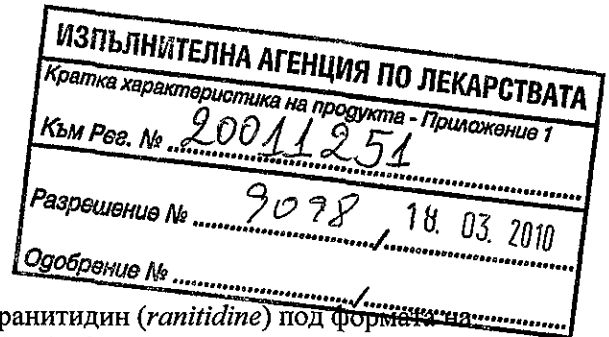 ИЗПЪЛНИТЕЛНА АГЕНЦИЯ ПО ЛЕКАРСТВАТА
Кратка характеристика на продукта - Приложение 1
Към Рег. № 20011251
Разрешение № 9098 / 18. 03. 2010
Одобрение № /
ранитидин (ranitidine) под формата на